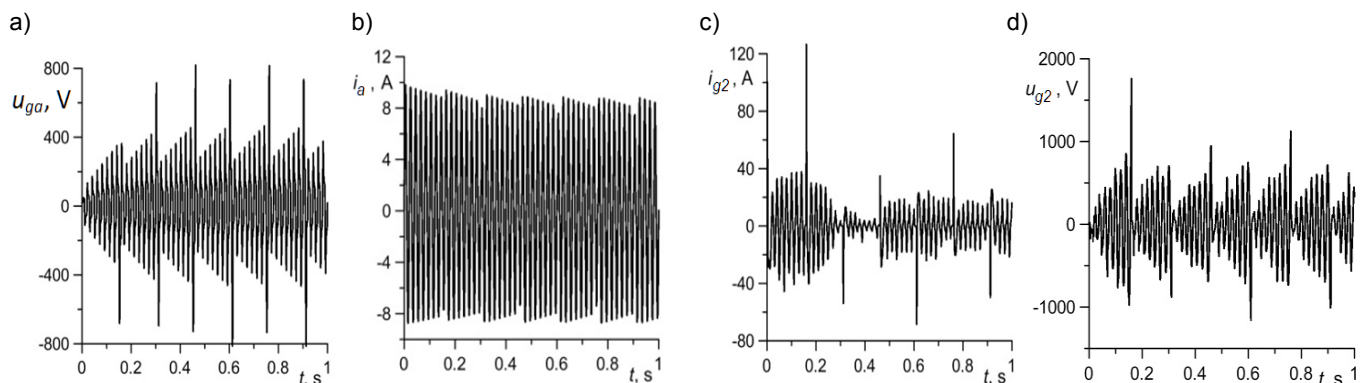 a)
800
400
0
-400
-800
u_ga, V
0 0.2 0.4 0.6 0.8 1
t, s
b)
12
8
4
0
-4
-8
i_a , A
0 0.2 0.4 0.6 0.8 1
t, s
c)
120
80
40
0
-40
-80
i_g2, A
0 0.2 0.4 0.6 0.8 1
t, s
d)
2000
1000
0
-1000
u_g2 , V
0 0.2 0.4 0.6 0.8 1
t, s